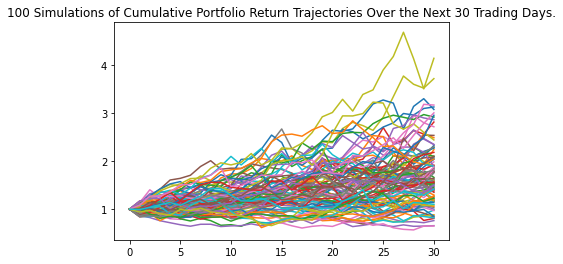 100 Simulations of Cumulative Portfolio Return Trajectories Over the Next 30 Trading Days.
4
3
2
1
0 5 10 15 20 25 30